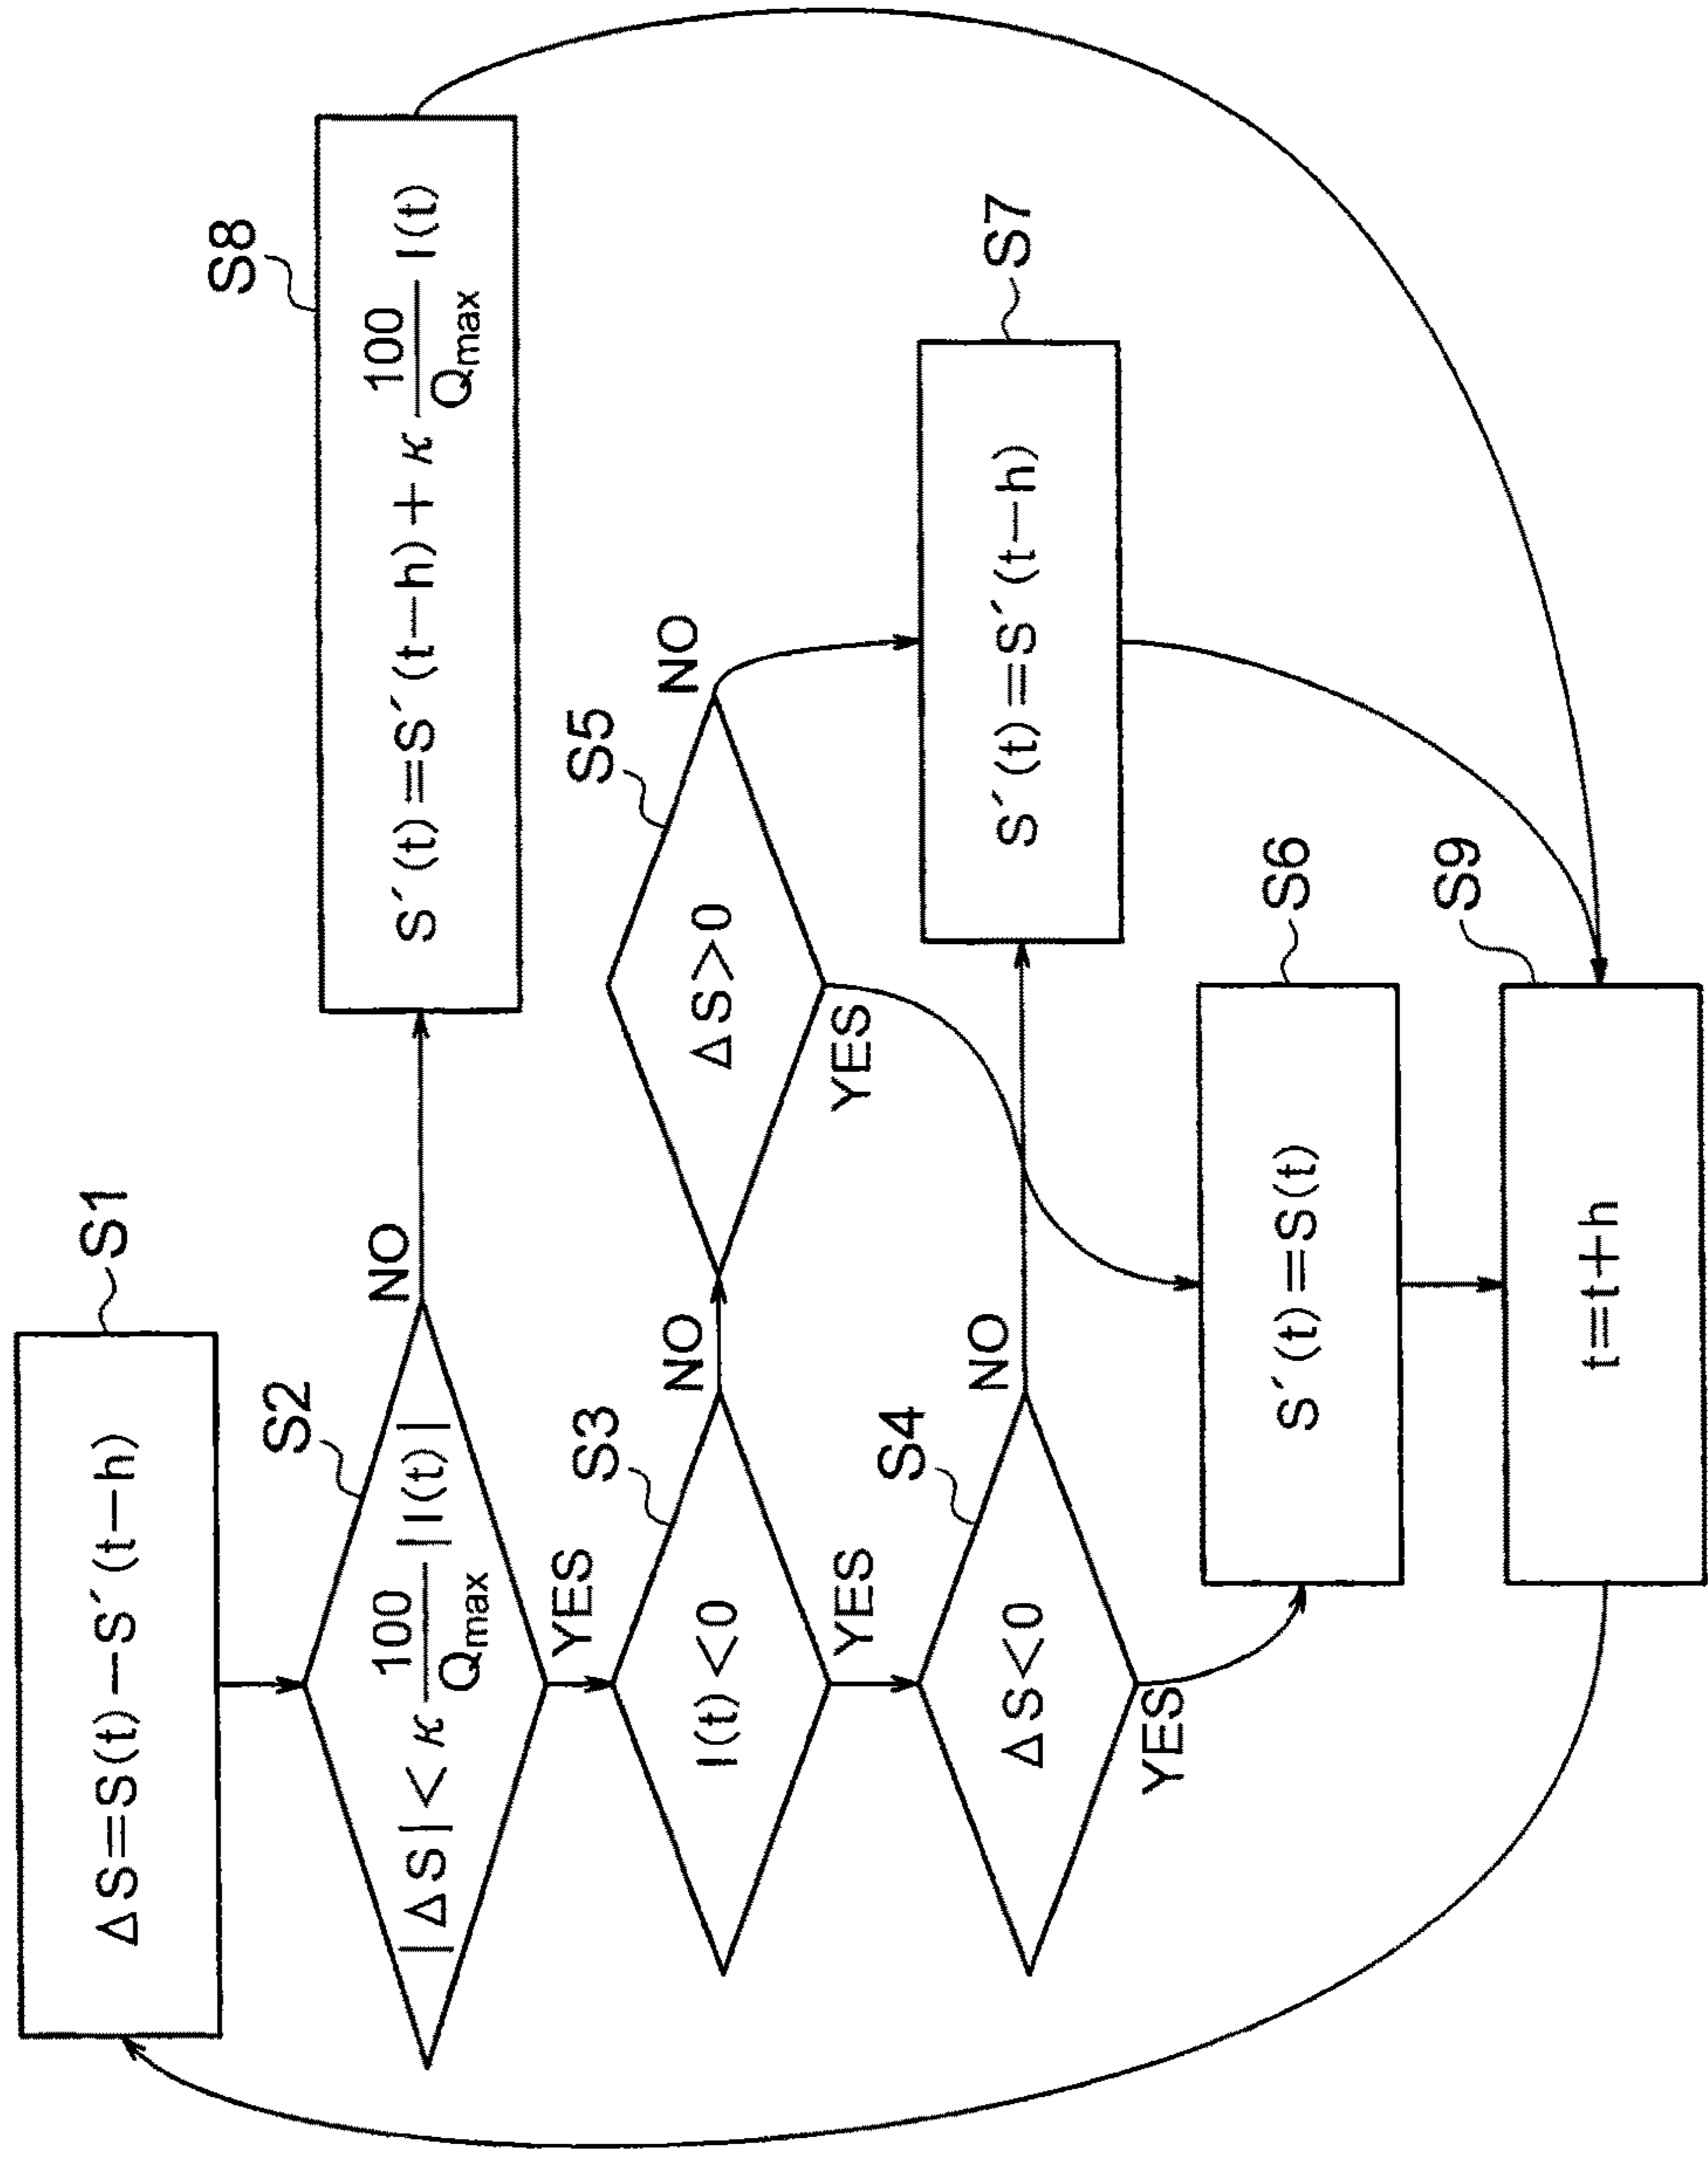 S1
ΔS=S(t)−S´(t−h)
S2
|ΔS|<κ 100/Qmax |I(t)|
NO
YES
S8
S´(t)=S´(t−h)+κ 100/Qmax I(t)
S3
I(t)<0
NO
YES
S5
ΔS>0
NO
YES
S4
ΔS<0
NO
YES
S7
S´(t)=S´(t−h)
S6
S´(t)=S(t)
S9
t=t+h